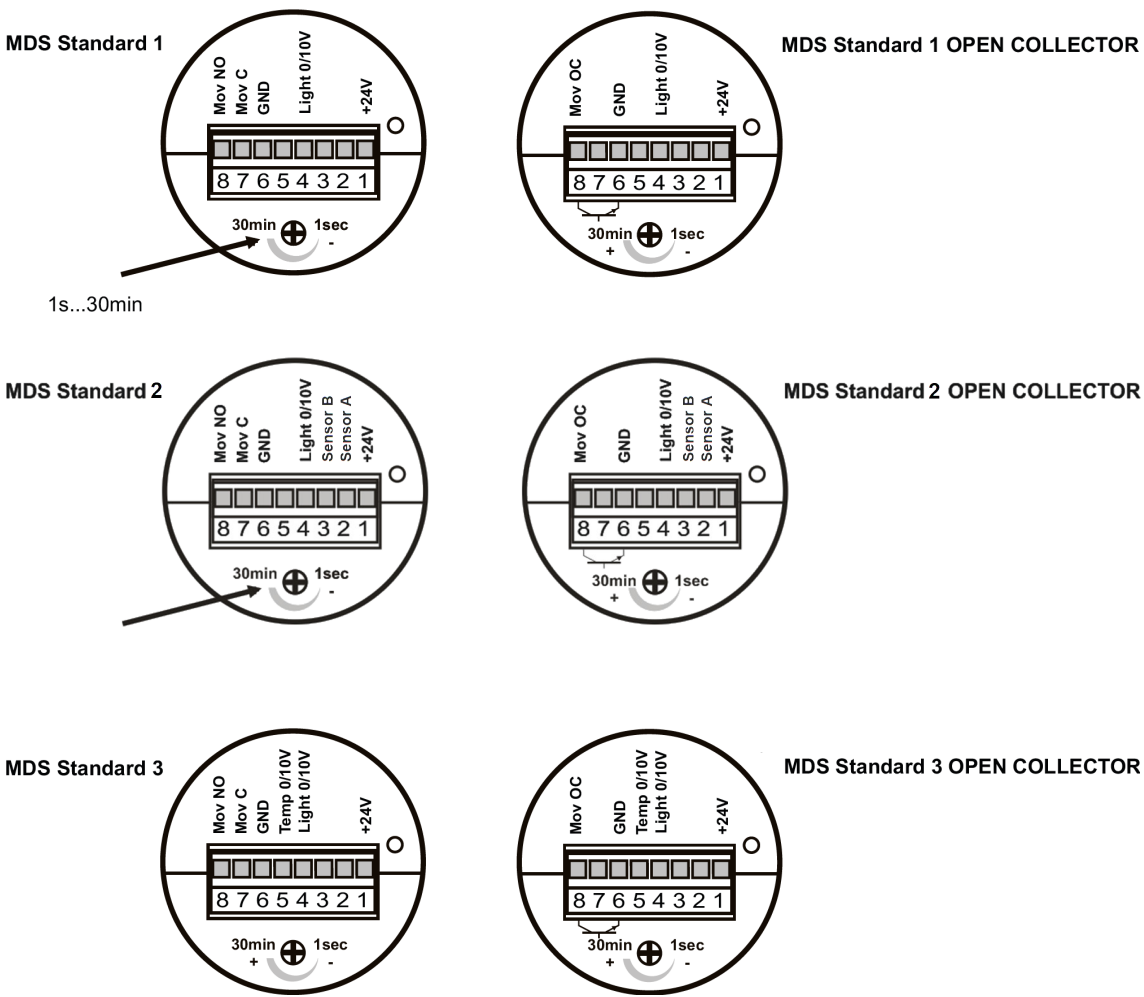 MDS Standard 1
Mov NO
Mov C
GND
Light 0/10V
+24V
8 7 6 5 4 3 2 1
30min 1sec
-
1s...30min
MDS Standard 1 OPEN COLLECTOR
Mov OC
GND
Light 0/10V
+24V
8 7 6 5 4 3 2 1
30min 1sec
+ -
MDS Standard 2
Mov NO
Mov C
GND
Light 0/10V
Sensor B
Sensor A
+24V
8 7 6 5 4 3 2 1
30min 1sec
-
MDS Standard 2 OPEN COLLECTOR
Mov OC
GND
Light 0/10V
Sensor B
Sensor A
+24V
8 7 6 5 4 3 2 1
30min 1sec
+ -
MDS Standard 3
Mov NO
Mov C
GND
Temp 0/10V
Light 0/10V
+24V
8 7 6 5 4 3 2 1
30min 1sec
+ -
MDS Standard 3 OPEN COLLECTOR
Mov OC
GND
Temp 0/10V
Light 0/10V
+24V
8 7 6 5 4 3 2 1
30min 1sec
+ -